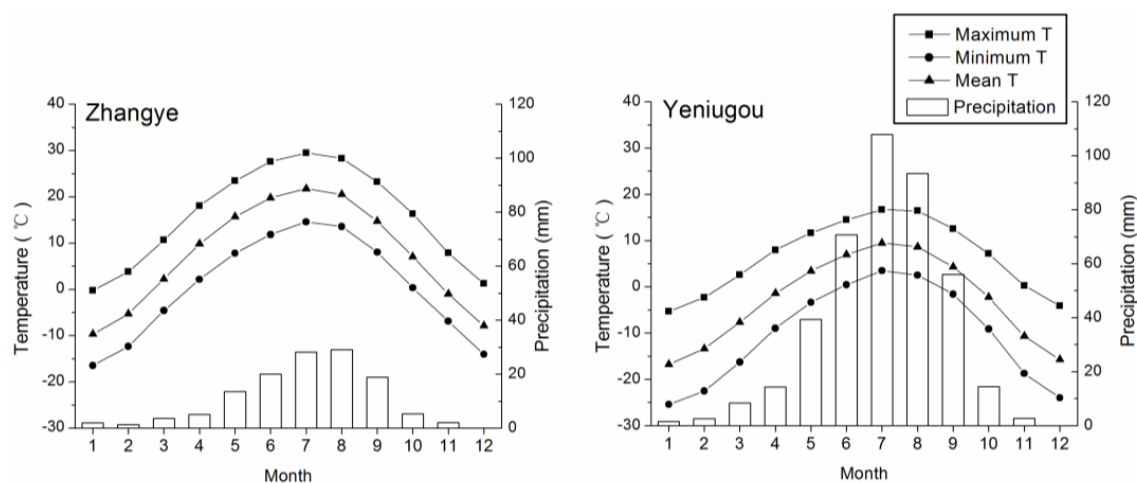 Maximum T
Minimum T
Mean T
Precipitation
Zhangye
Temperature ( ℃ )
40
30
20
10
0
-10
-20
-30
120
100
80
60
40
20
0
Precipitation (mm)
1 2 3 4 5 6 7 8 9 10 11 12
Month
Yeniugou
Temperature ( ℃ )
40
30
20
10
0
-10
-20
-30
120
100
80
60
40
20
0
Precipitation (mm)
1 2 3 4 5 6 7 8 9 10 11 12
Month